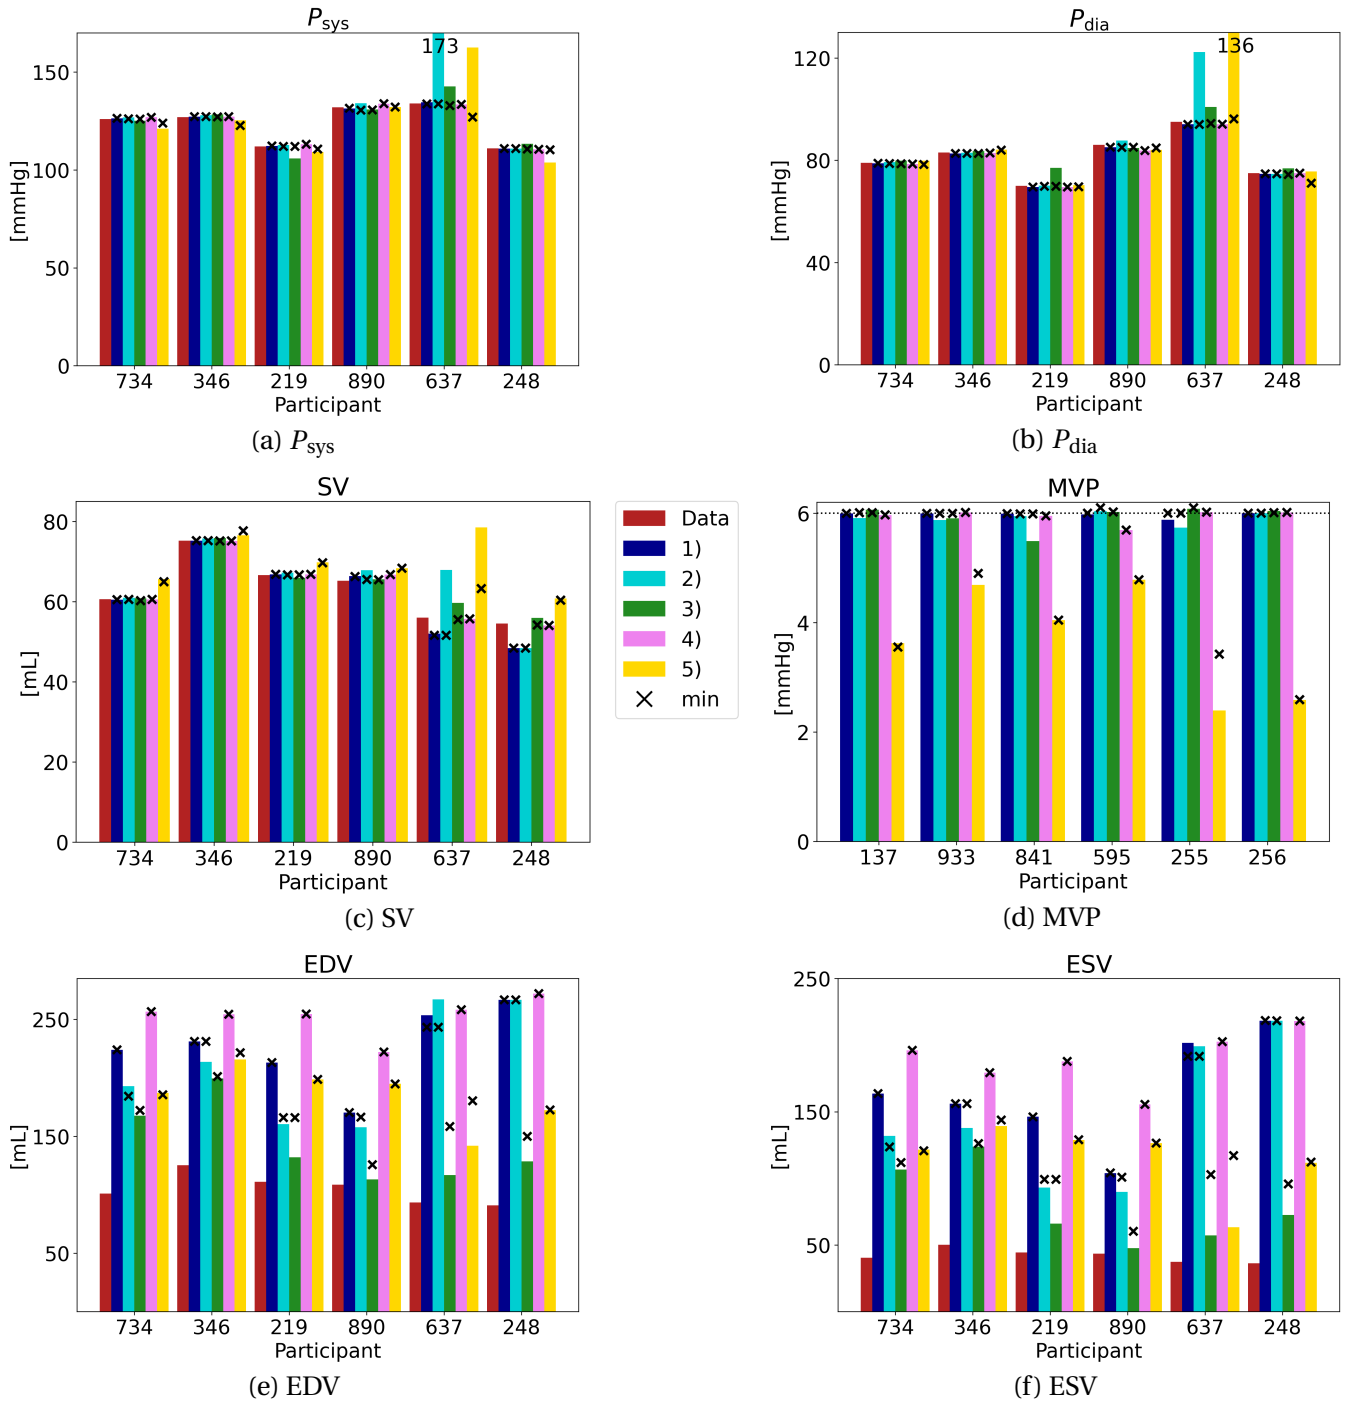 P_sys
173
150
100
50
0
[mmHg]
734 346 219 890 637 248
Participant
(a) P_sys
P_dia
136
120
80
40
0
[mmHg]
734 346 219 890 637 248
Participant
(b) P_dia
SV
80
60
40
20
0
[mL]
734 346 219 890 637 248
Participant
(c) SV
Data
1)
2)
3)
4)
5)
min
MVP
6
4
2
0
[mmHg]
137 933 841 595 255 256
Participant
(d) MVP
EDV
250
150
50
[mL]
734 346 219 890 637 248
Participant
(e) EDV
ESV
250
150
50
[mL]
734 346 219 890 637 248
Participant
(f) ESV